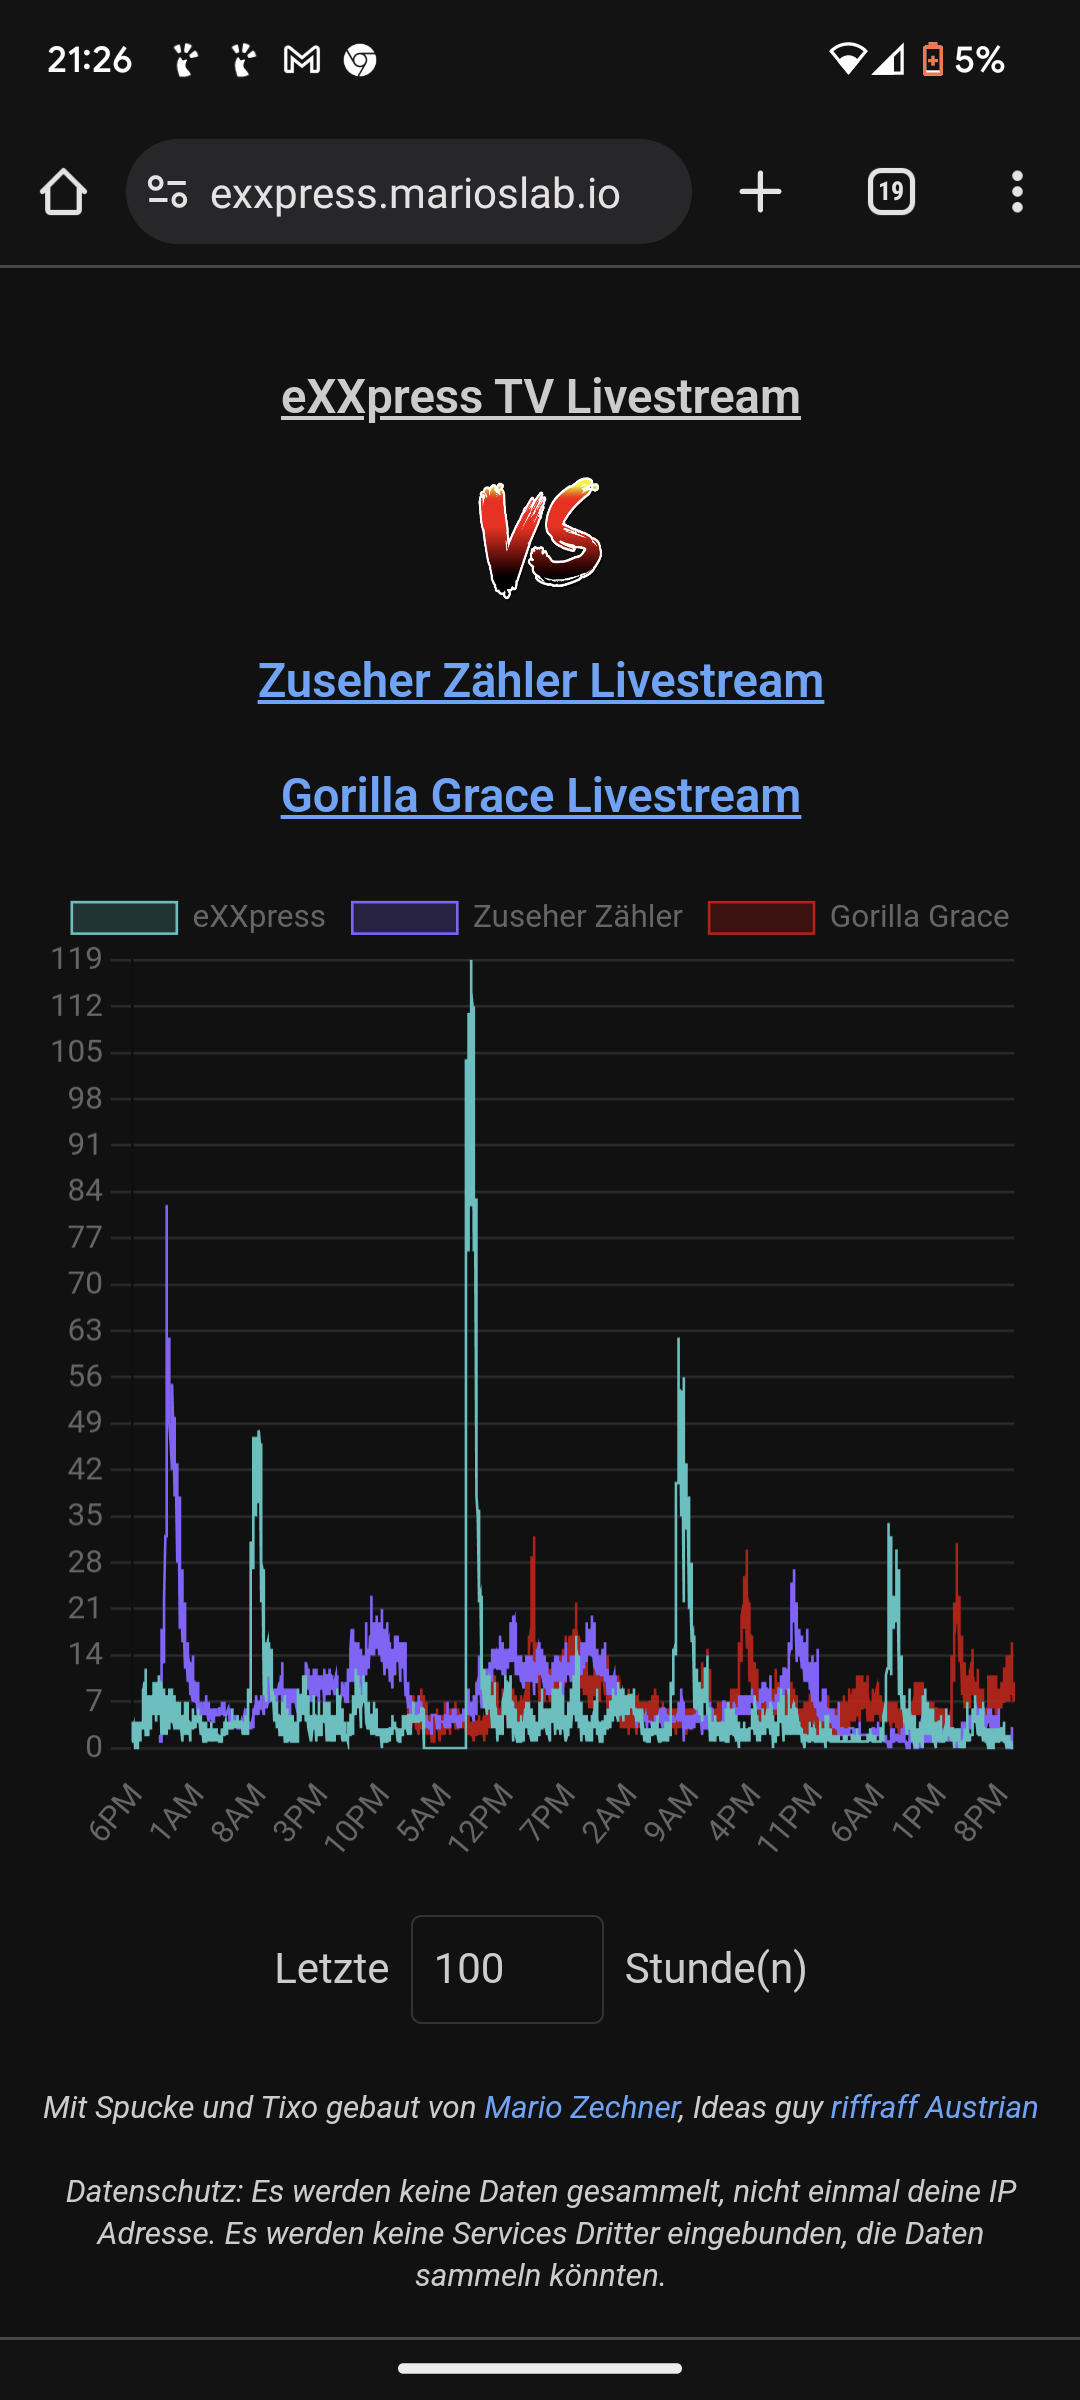 21:26 5%
exxpress.marioslab.io 19
eXXpress TV Livestream
VS
Zuseher Zähler Livestream
Gorilla Grace Livestream
eXXpress Zuseher Zähler Gorilla Grace
119
112
105
98
91
84
77
70
63
56
49
42
35
28
21
14
7
0
6PM 1AM 8AM 3PM 10PM 5AM 12PM 7PM 2AM 9AM 4PM 11PM 6AM 1PM 8PM
Letzte 100 Stunde(n)
Mit Spucke und Tixo gebaut von Mario Zechner, Ideas guy riffraff Austrian
Datenschutz: Es werden keine Daten gesammelt, nicht einmal deine IP
Adresse. Es werden keine Services Dritter eingebunden, die Daten
sammeln könnten.